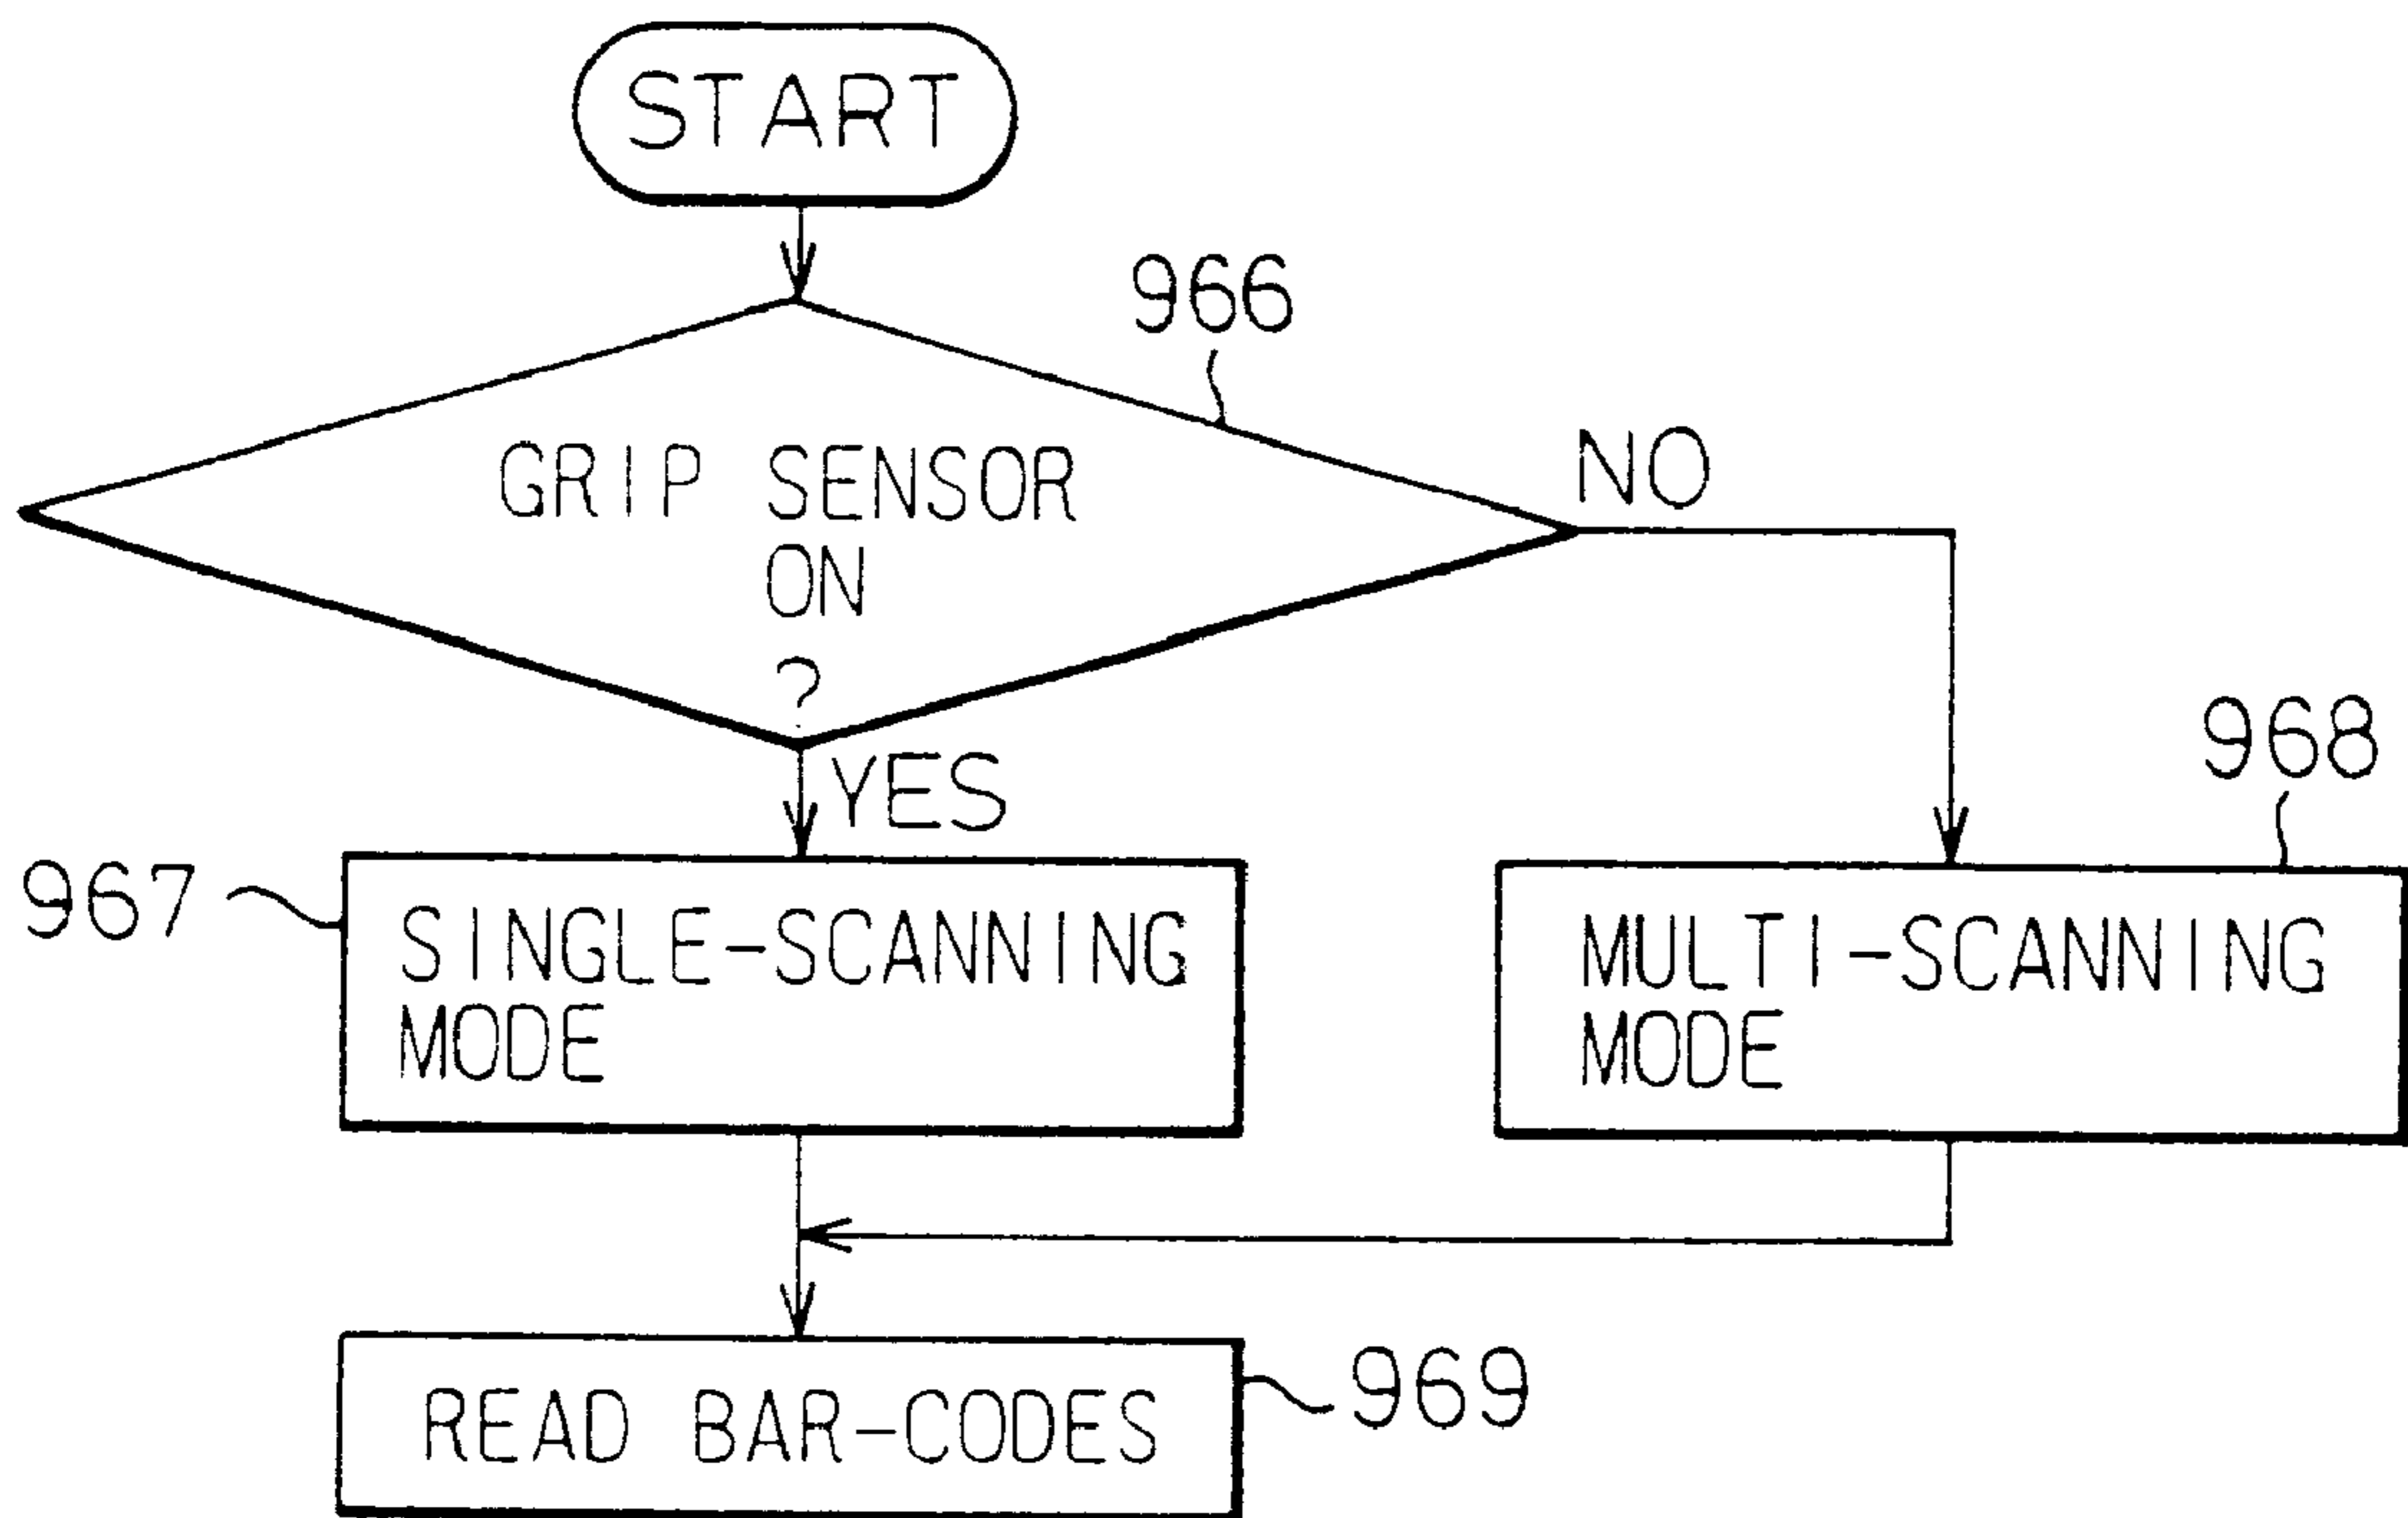 START
966
GRIP SENSOR
ON
?
NO
YES
967
SINGLE-SCANNING
MODE
968
MULTI-SCANNING
MODE
READ BAR-CODES
969